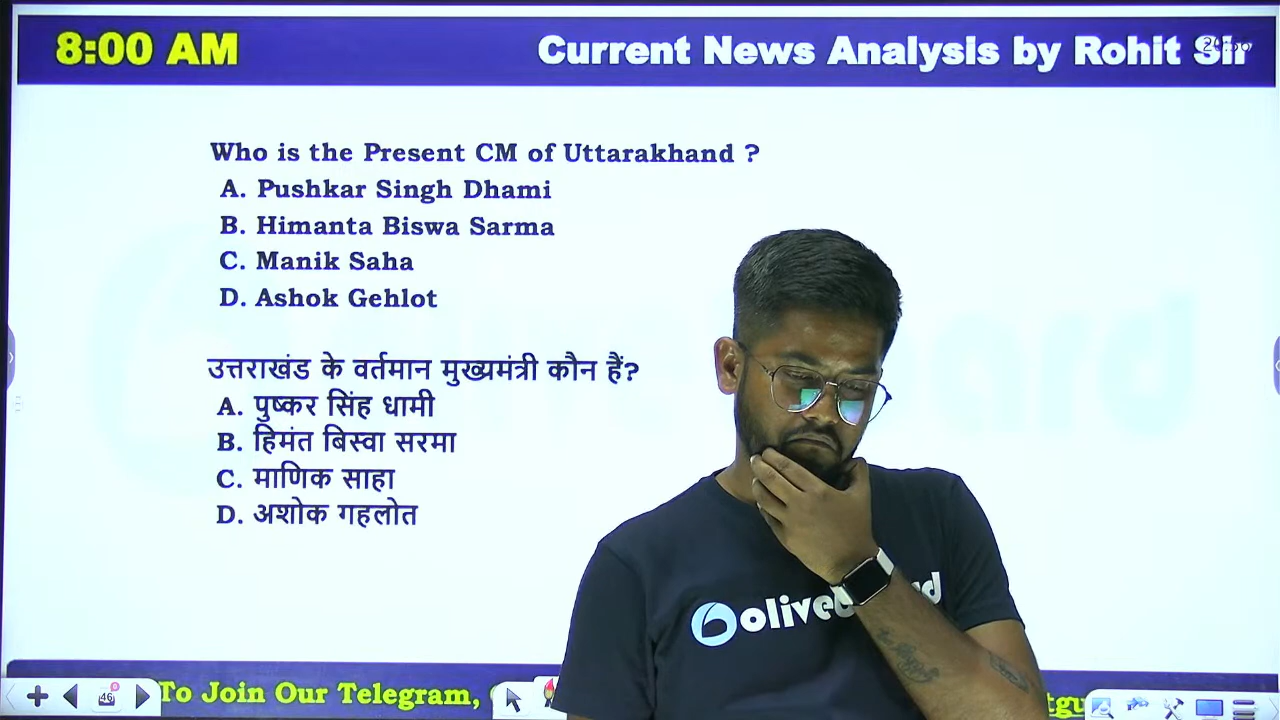 8:00 AM
Current News Analysis by Rohit Sir
Who is the Present CM of Uttarakhand ?
A. Pushkar Singh Dhami
B. Himanta Biswa Sarma
C. Manik Saha
D. Ashok Gehlot
उत्तराखंड के वर्तमान मुख्यमंत्री कौन हैं?
A. पुष्कर सिंह धामी
B. हिमंत बिस्वा सरमा
C. माणिक साहा
D. अशोक गहलोत
46
To Join Our Telegram,